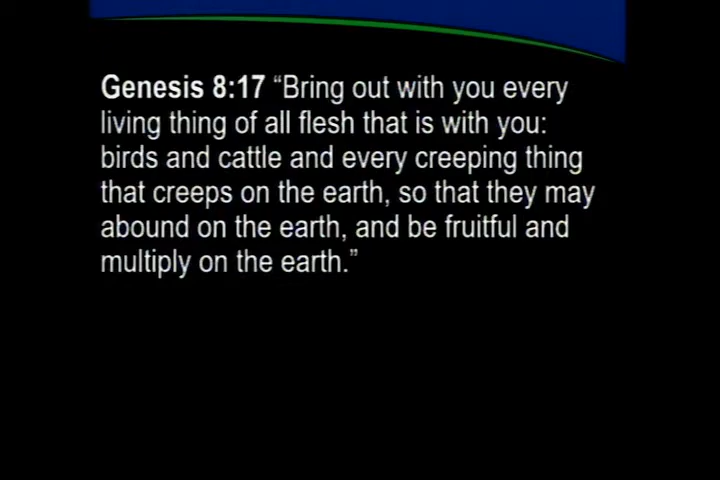 Genesis 8:17 “Bring out with you every
living thing of all flesh that is with you:
birds and cattle and every creeping thing
that creeps on the earth, so that they may
abound on the earth, and be fruitful and
multiply on the earth.”